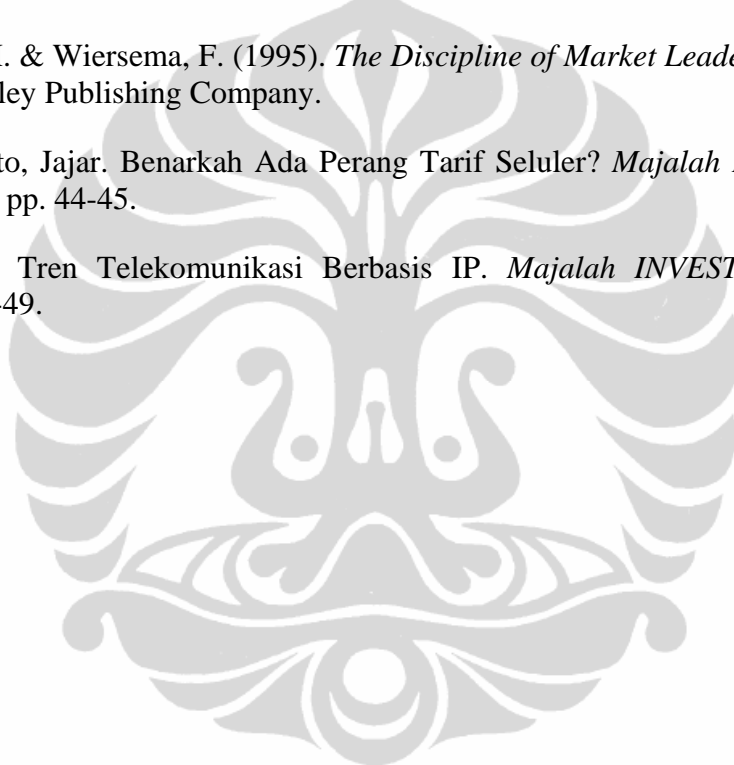 & Wiersema, F. (1995). The Discipline of Market Leade
ley Publishing Company.
to, Jajar. Benarkah Ada Perang Tarif Seluler? Majalah
pp. 44-45.
Tren Telekomunikasi Berbasis IP. Majalah INVEST
-49.